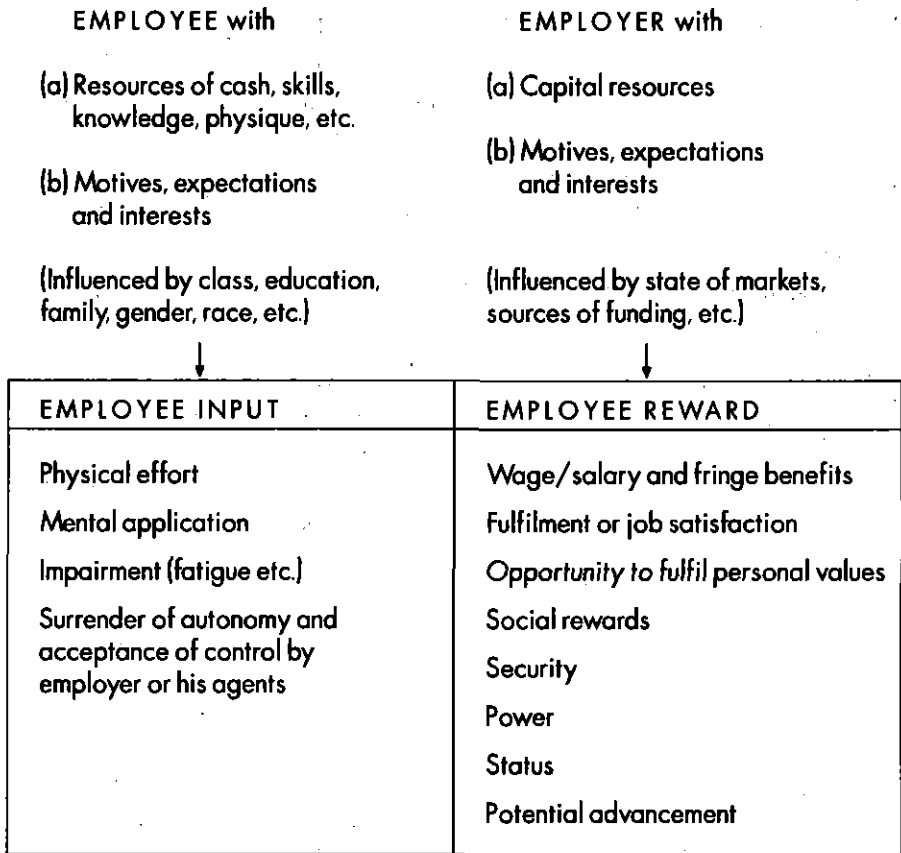 EMPLOYEE with
(a) Resources of cash, skills,
knowledge, physique, etc.
(b) Motives, expectations
and interests
(Influenced by class, education,
family, gender, race, etc.)
EMPLOYER with
(a) Capital resources
(b) Motives, expectations
and interests
(Influenced by state of markets,
sources of funding, etc.)
EMPLOYEE INPUT
Physical effort
Mental application
Impairment (fatigue etc.)
Surrender of autonomy and
acceptance of control by
employer or his agents
EMPLOYEE REWARD
Wage/salary and fringe benefits
Fulfilment or job satisfaction
Opportunity to fulfil personal values
Social rewards
Security
Power
Status
Potential advancement